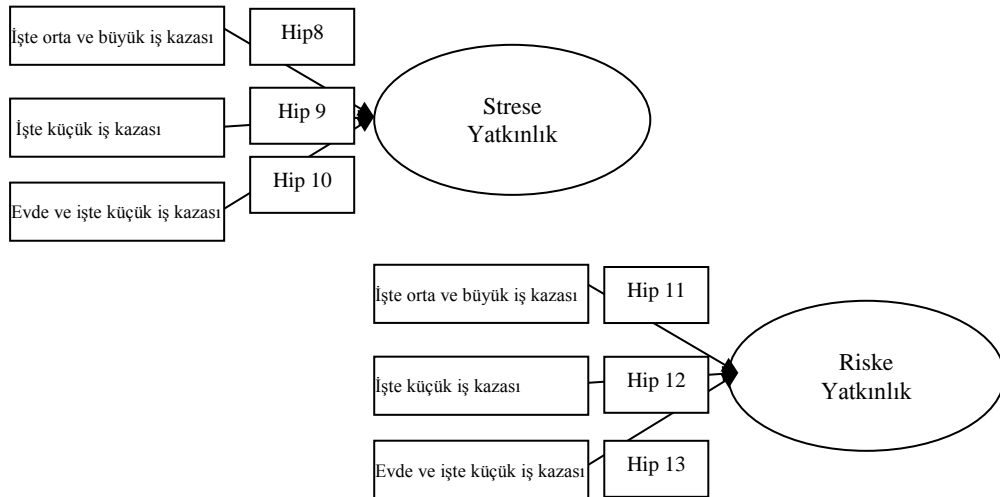 İşte orta ve büyük iş kazası
Hip8
İşte küçük iş kazası
Hip 9
Evde ve işte küçük iş kazası
Hip 10
Strese
Yatkınlık
İşte orta ve büyük iş kazası
Hip 11
İşte küçük iş kazası
Hip 12
Evde ve işte küçük iş kazası
Hip 13
Riske
Yatkınlık